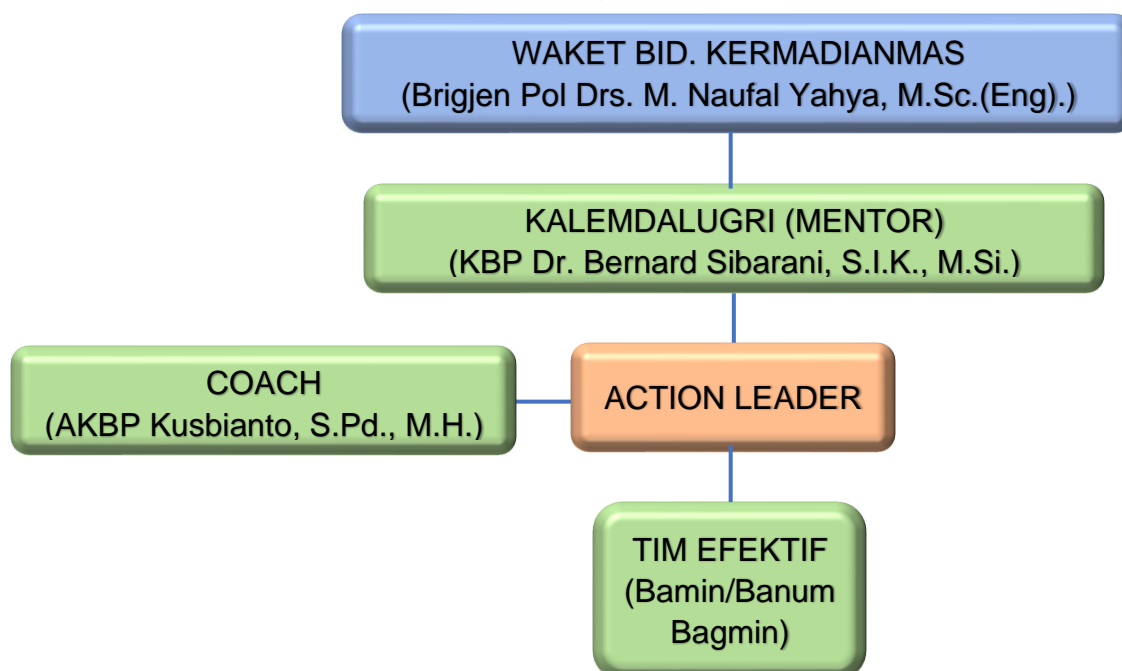 WAKET BID. KERMADIANMAS
(Brigjen Pol Drs. M. Naufal Yahya, M.Sc.(Eng).)
KALEMDALUGRI (MENTOR)
(KBP Dr. Bernard Sibarani, S.I.K., M.Si.)
COACH
(AKBP Kusbianto, S.Pd., M.H.)
ACTION LEADER
TIM EFEKTIF
(Bamin/Banum
Bagmin)